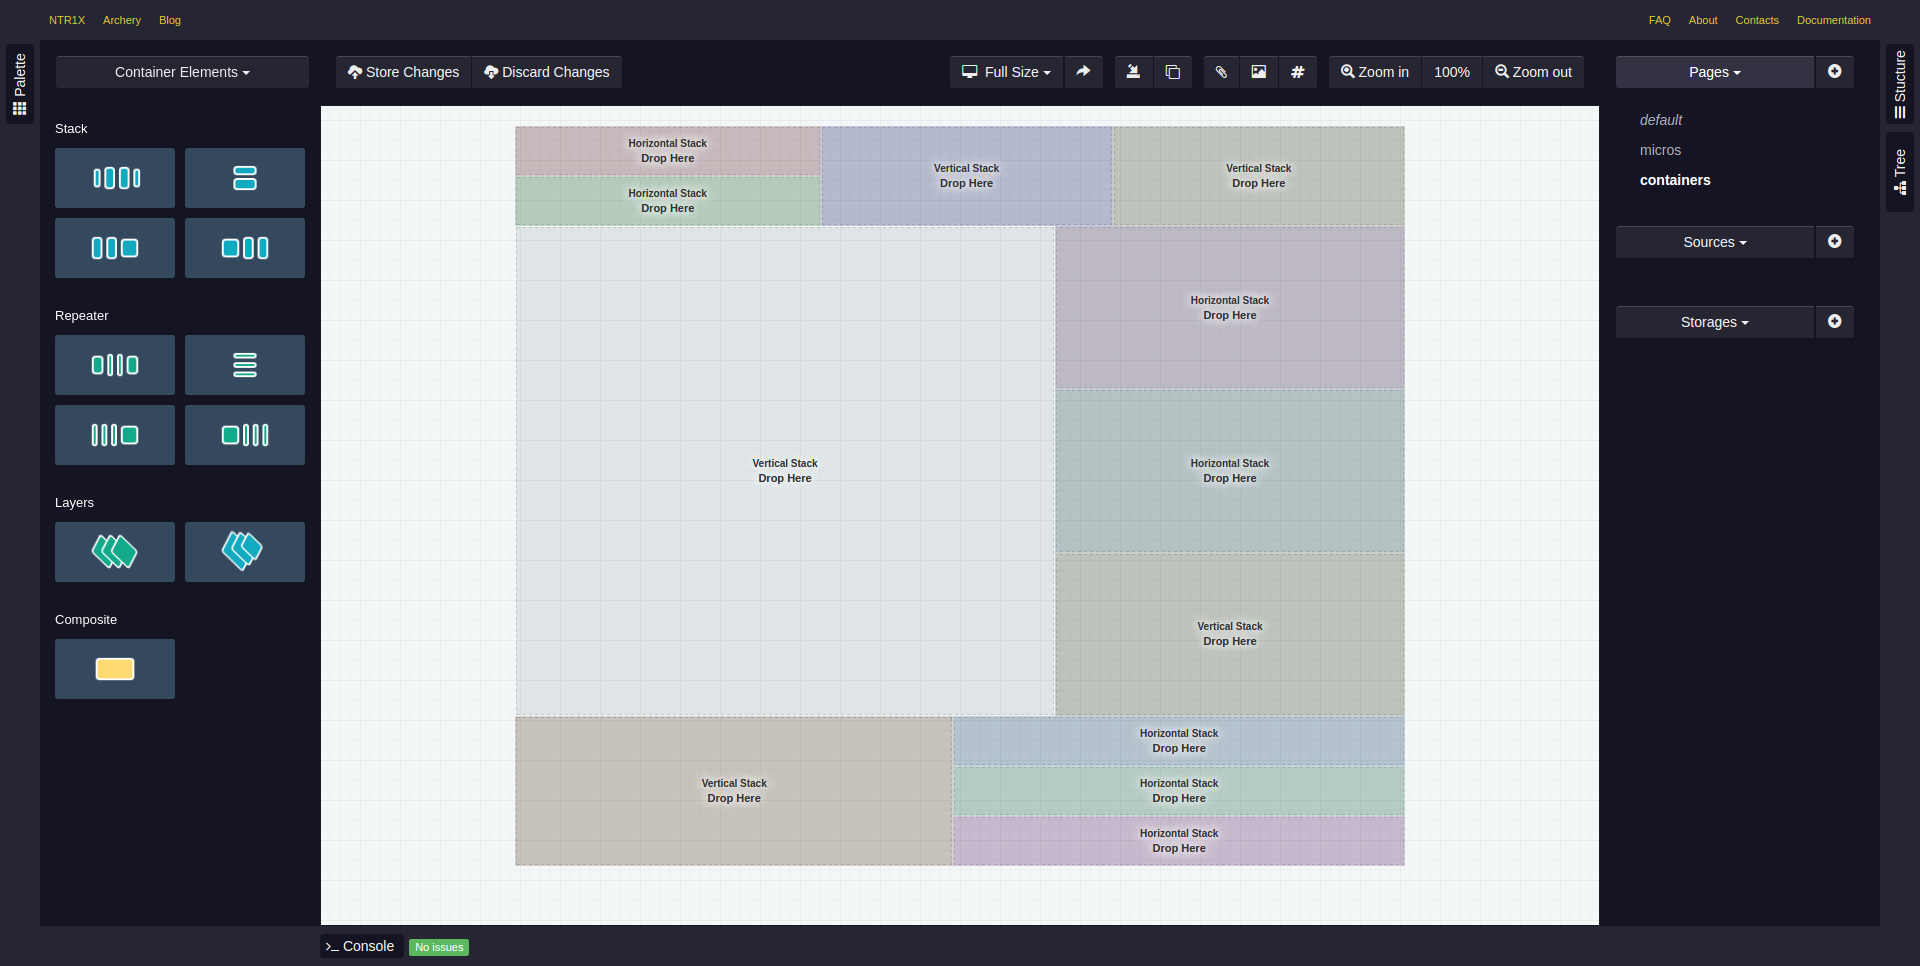 NTR1X Archery Blog FAQ About Contacts Documentation
Palette
Container Elements
Store Changes Discard Changes
Full Size
Zoom in 100% Zoom out
Pages
Stucture
Tree
Stack
Repeater
Layers
Composite
Horizontal Stack
Drop Here
Horizontal Stack
Drop Here
Vertical Stack
Drop Here
Vertical Stack
Drop Here
Vertical Stack
Drop Here
Horizontal Stack
Drop Here
Horizontal Stack
Drop Here
Vertical Stack
Drop Here
Vertical Stack
Drop Here
Horizontal Stack
Drop Here
Horizontal Stack
Drop Here
Horizontal Stack
Drop Here
default
micros
containers
Sources
Storages
Console No issues